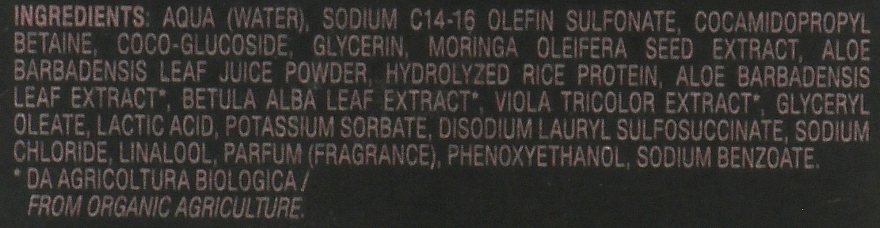 INGREDIENTS: AQUA (WATER), SODIUM C14-16 OLEFIN SULFONATE, COCAMIDOPROPYL
BETAINE, COCO-GLUCOSIDE, GLYCERIN, MORINGA OLEIFERA SEED EXTRACT, ALOE
BARBADENSIS LEAF JUICE POWDER, HYDROLYZED RICE PROTEIN, ALOE BARBADENSIS
LEAF EXTRACT*, BETULA ALBA LEAF EXTRACT*, VIOLA TRICOLOR EXTRACT*, GLYCERYL
OLEATE, LACTIC ACID, POTASSIUM SORBATE, DISODIUM LAURYL SULFOSUCCINATE, SODIUM
CHLORIDE, LINALOOL, PARFUM (FRAGRANCE), PHENOXYETHANOL, SODIUM BENZOATE.
* DA AGRICOLTURA BIOLOGICA /
FROM ORGANIC AGRICULTURE.